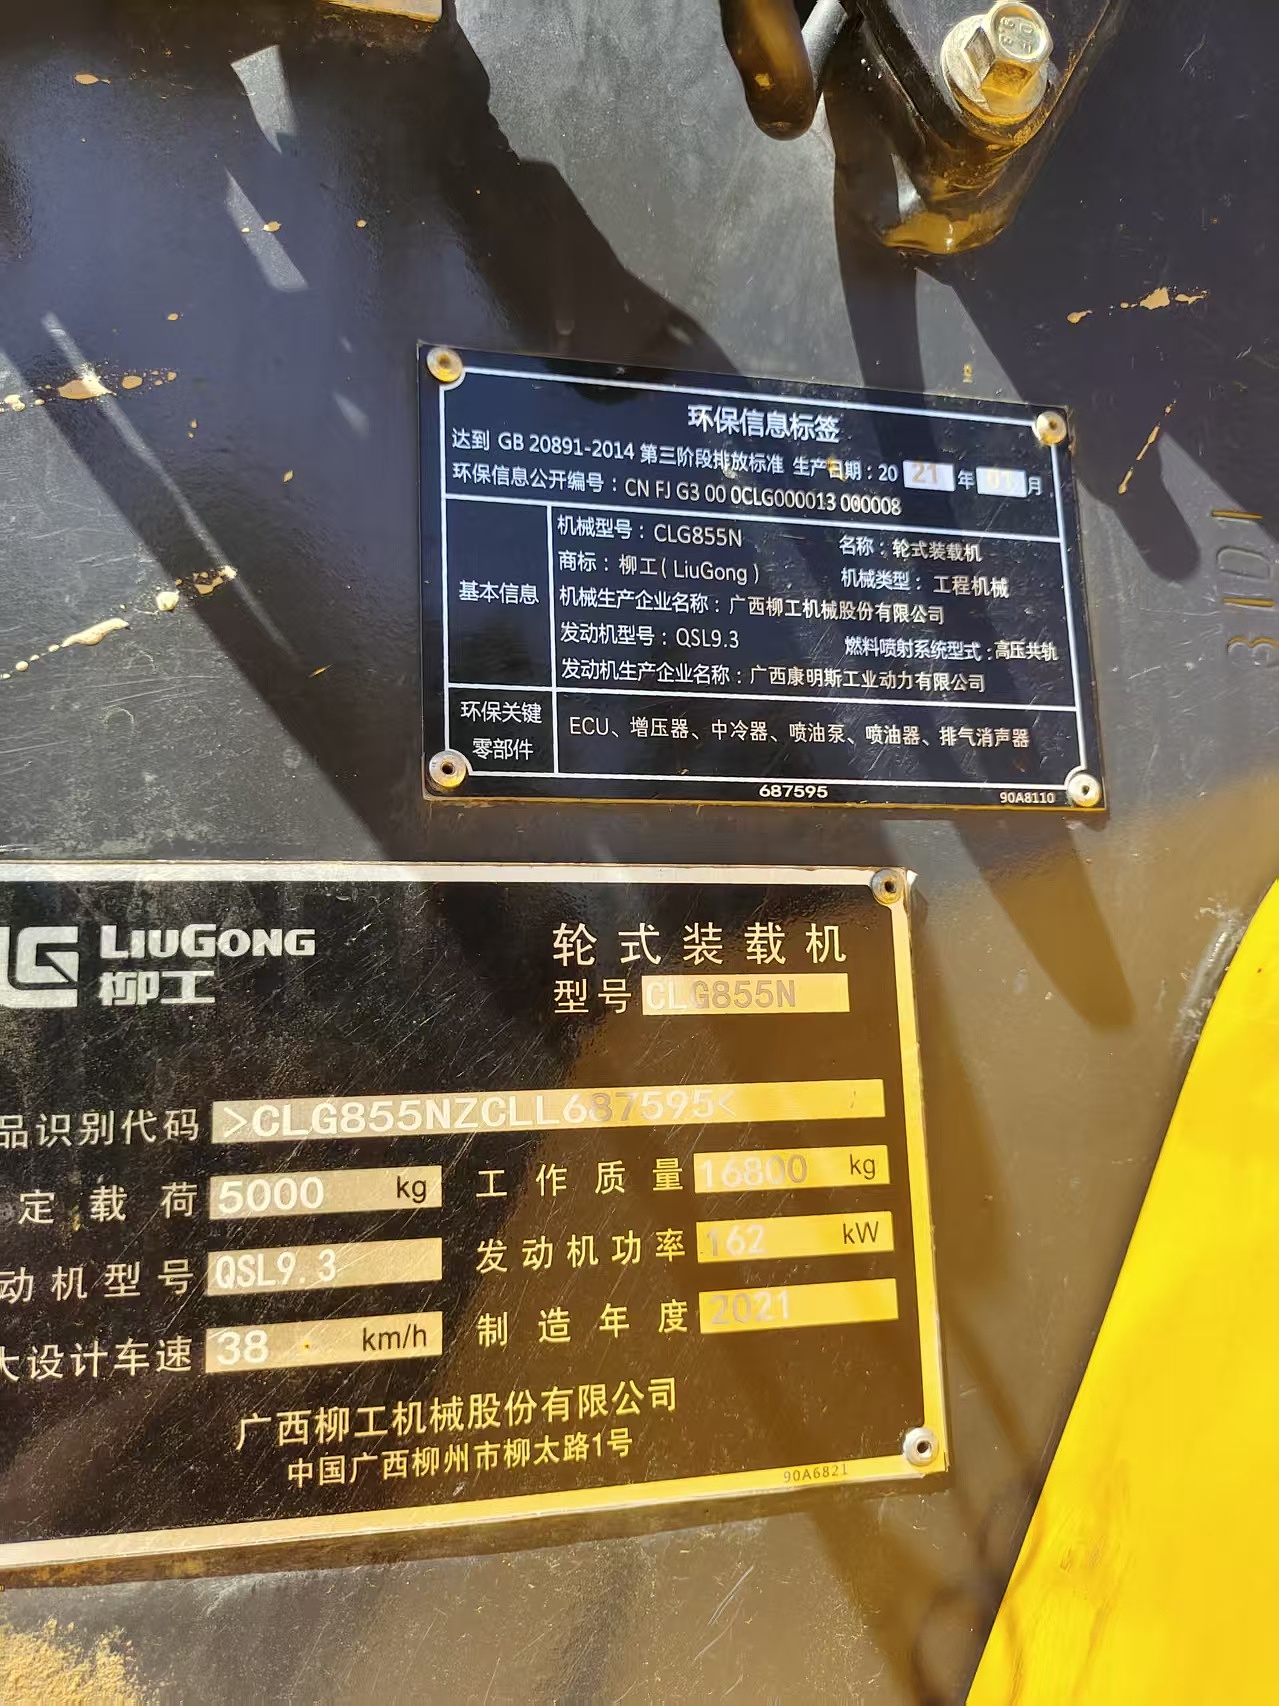 环保信息标签
达到 GB 20891-2014 第三阶段排放标准 生产日期：20 21 年 01 月
环保信息公开编号：CN FJ G3 00 0CLG000013 000008
基本信息
机械型号：CLG855N 名称：轮式装载机
商标：柳工(LiuGong) 机械类型：工程机械
机械生产企业名称：广西柳工机械股份有限公司
发动机型号：QSL9.3 燃料喷射系统型式：高压共轨
发动机生产企业名称：广西康明斯工业动力有限公司
环保关键
零部件
ECU、增压器、中冷器、喷油泵、喷油器、排气消声器
687595 90A8110
31D1
LIUGONG
柳工
轮式装载机
型号 CLG855N
品识别代码 >CLG855NZCLL687595<
定载荷 5000 kg 工作质量 16800 kg
动机型号 QSL9.3 发动机功率 162 kW
大设计车速 38 km/h 制造年度 2021
广西柳工机械股份有限公司
中国广西柳州市柳太路1号
90A6821